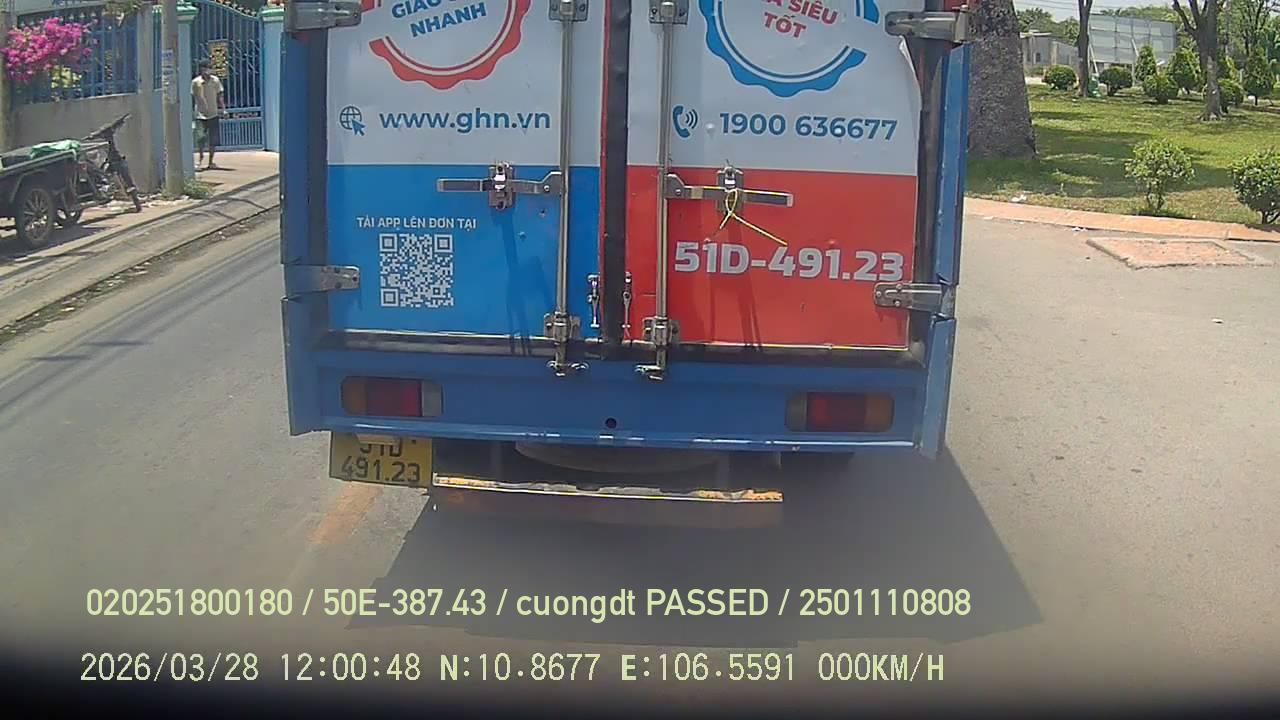 GIAO
NHANH
SIÊU
TỐT
www.ghn.vn
1900 636677
TẢI APP LÊN ĐƠN TẠI
51D-491.23
51D
491.23
020251800180 / 50E-387.43 / cuongdt PASSED / 2501110808
2026/03/28 12:00:48 N:10.8677 E:106.5591 000KM/H